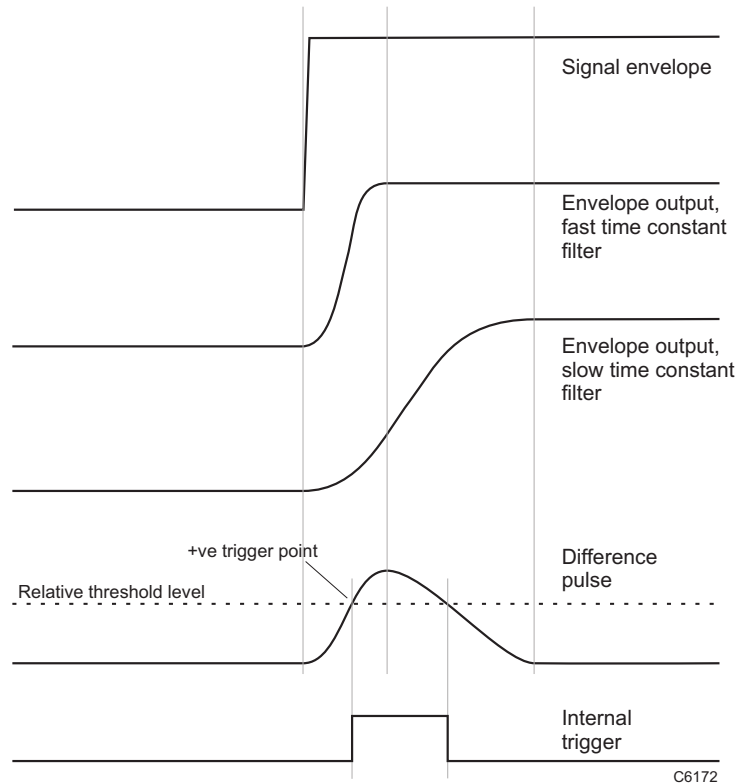 Signal envelope
Envelope output,
fast time constant
filter
Envelope output,
slow time constant
filter
+ve trigger point
Difference
pulse
Relative threshold level
Internal
trigger
C6172